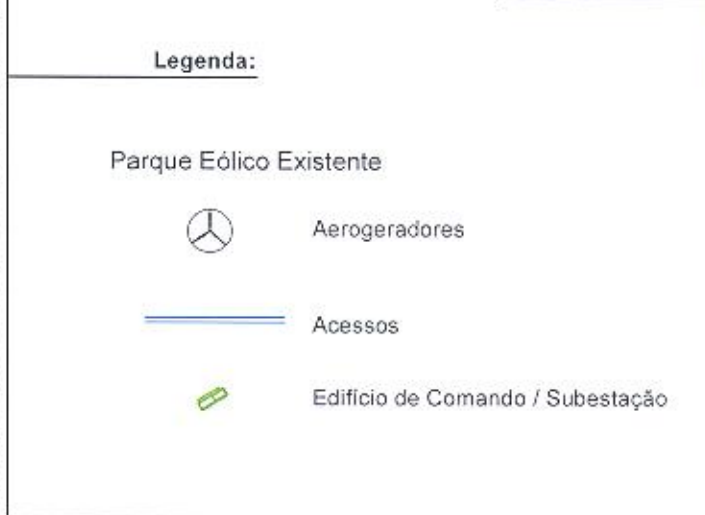 Legenda:
Parque Eólico Existente
Aerogeradores
Acessos
Edifício de Comando / Subestação